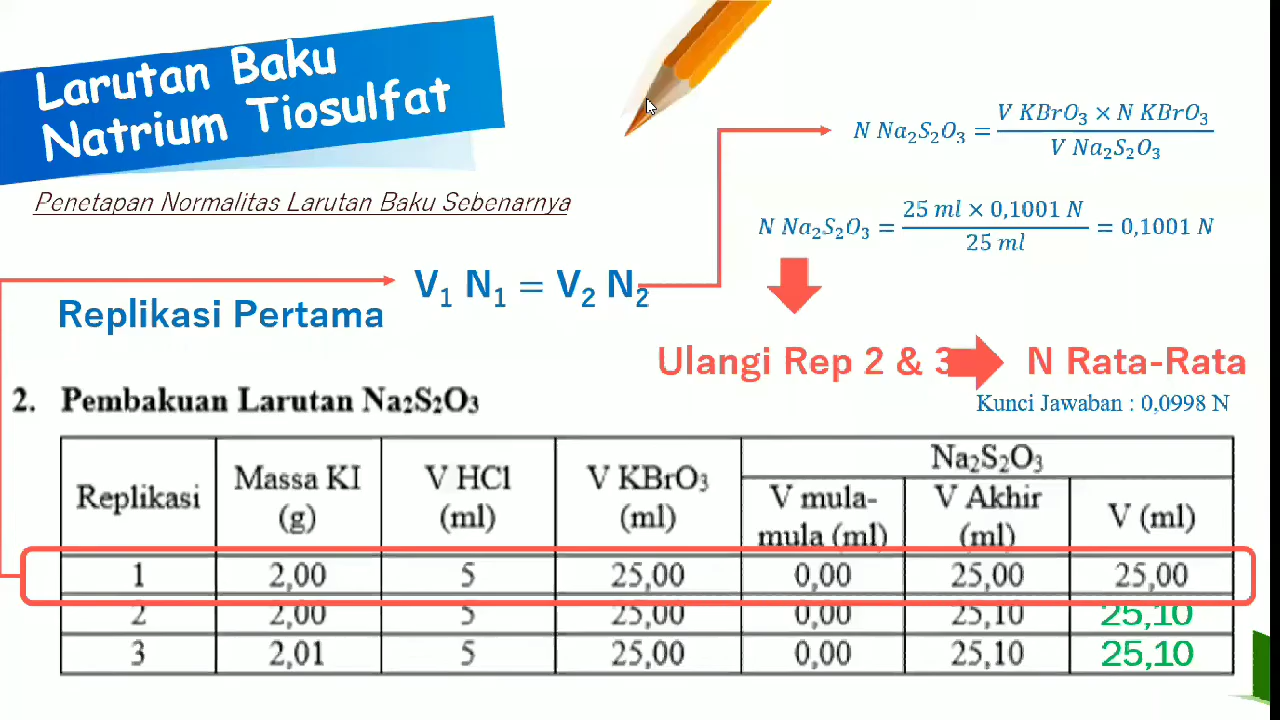 Larutan Baku
Natrium Tiosulfat
Penetapan Normalitas Larutan Baku Sebenarnya
N Na₂S₂O₃ = V KBrO₃ × N KBrO₃ / V Na₂S₂O₃
N Na₂S₂O₃ = 25 ml × 0,1001 N / 25 ml = 0,1001 N
V₁ N₁ = V₂ N₂
Replikasi Pertama
Ulangi Rep 2 & 3
N Rata-Rata
Kunci Jawaban : 0,0998 N
2. Pembakuan Larutan Na₂S₂O₃
Replikasi
Massa KI
(g)
V HCl
(ml)
V KBrO₃
(ml)
Na₂S₂O₃
V mula-
mula (ml)
V Akhir
(ml)
V (ml)
1 2,00 5 25,00 0,00 25,00 25,00
2 2,00 5 25,00 0,00 25,10 25,10
3 2,01 5 25,00 0,00 25,10 25,10